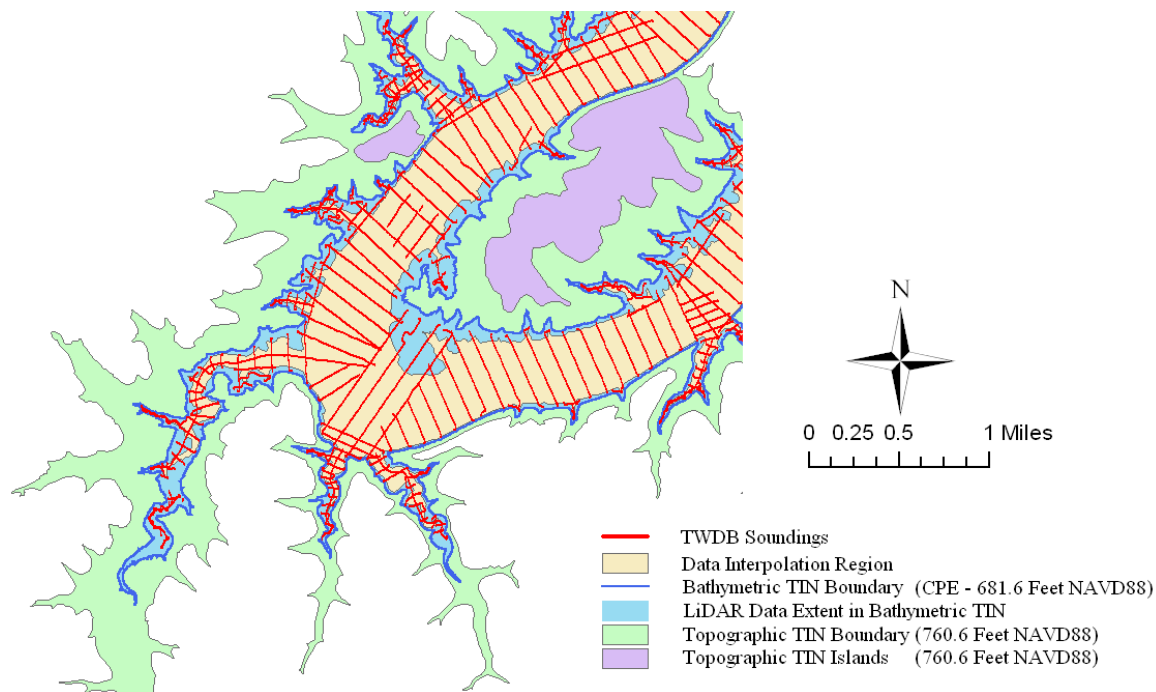 N
0 0.25 0.5 1 Miles
TWDB Soundings
Data Interpolation Region
Bathymetric TIN Boundary (CPE - 681.6 Feet NAVD88)
LiDAR Data Extent in Bathymetric TIN
Topographic TIN Boundary (760.6 Feet NAVD88)
Topographic TIN Islands (760.6 Feet NAVD88)